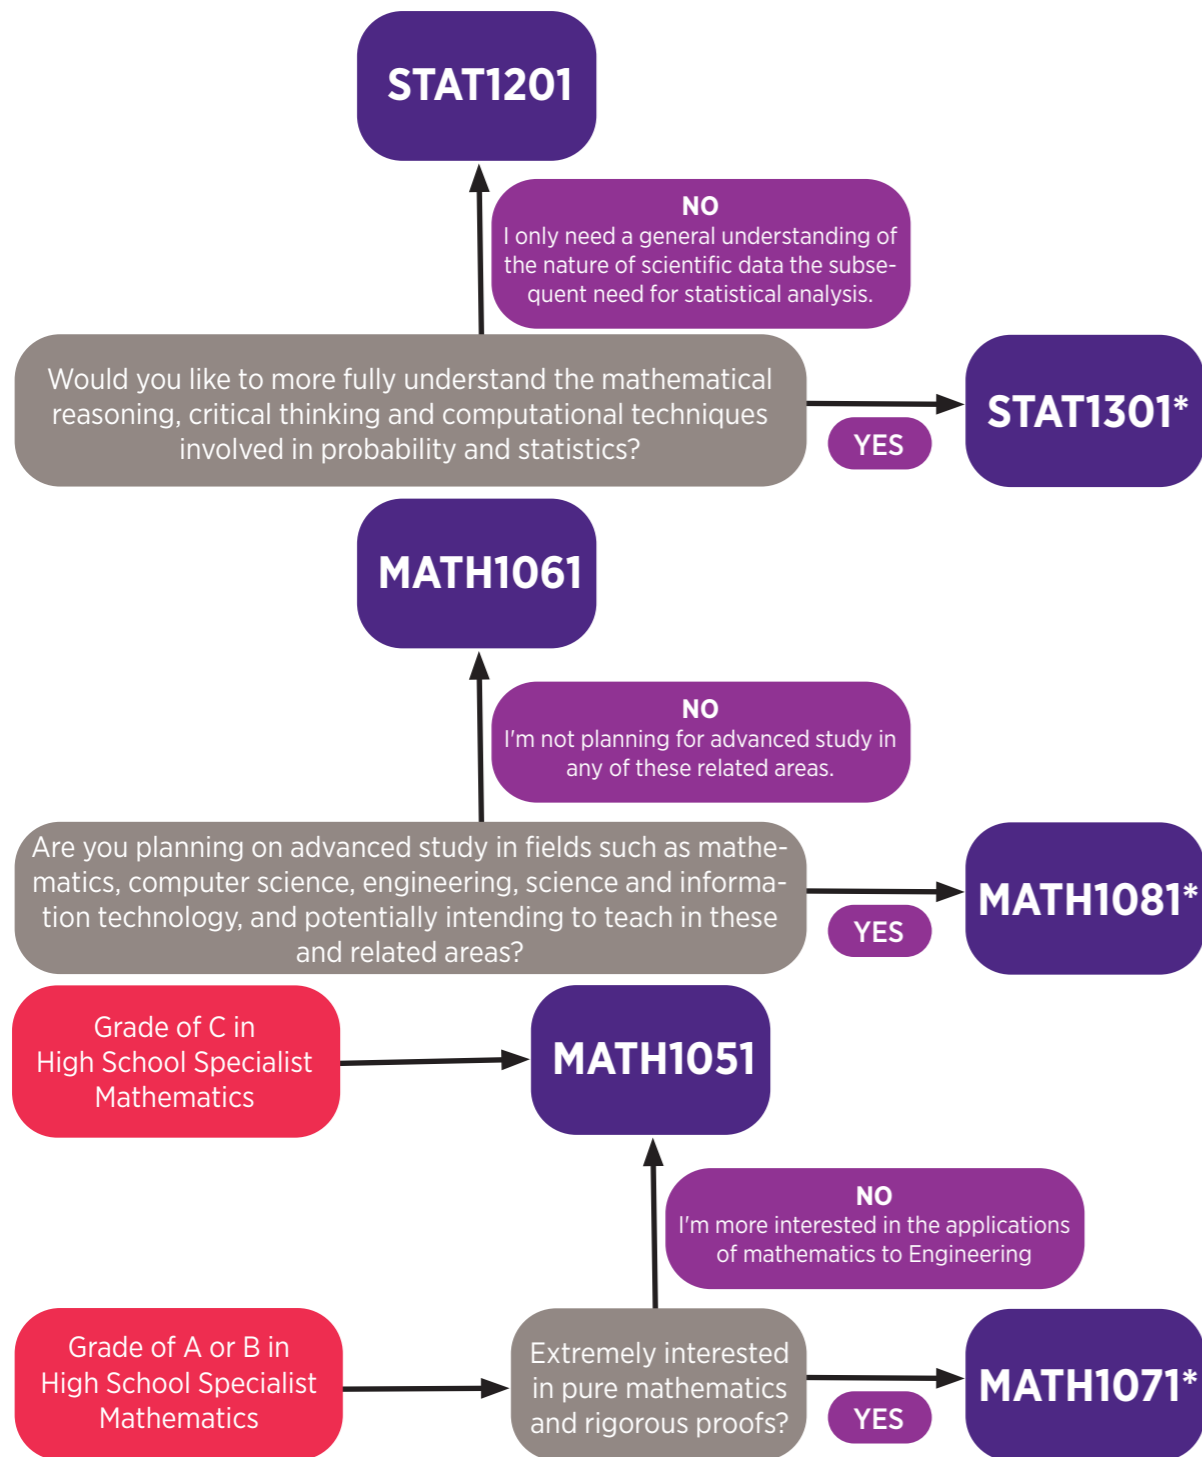 STAT1201
NO
I only need a general understanding of
the nature of scientific data the subse-
quent need for statistical analysis.
Would you like to more fully understand the mathematical
reasoning, critical thinking and computational techniques
involved in probability and statistics?
YES
STAT1301*
MATH1061
NO
I'm not planning for advanced study in
any of these related areas.
Are you planning on advanced study in fields such as mathe-
matics, computer science, engineering, science and informa-
tion technology, and potentially intending to teach in these
and related areas?
YES
MATH1081*
Grade of C in
High School Specialist
Mathematics
MATH1051
NO
I'm more interested in the applications
of mathematics to Engineering
Grade of A or B in
High School Specialist
Mathematics
Extremely interested
in pure mathematics
and rigorous proofs?
YES
MATH1071*